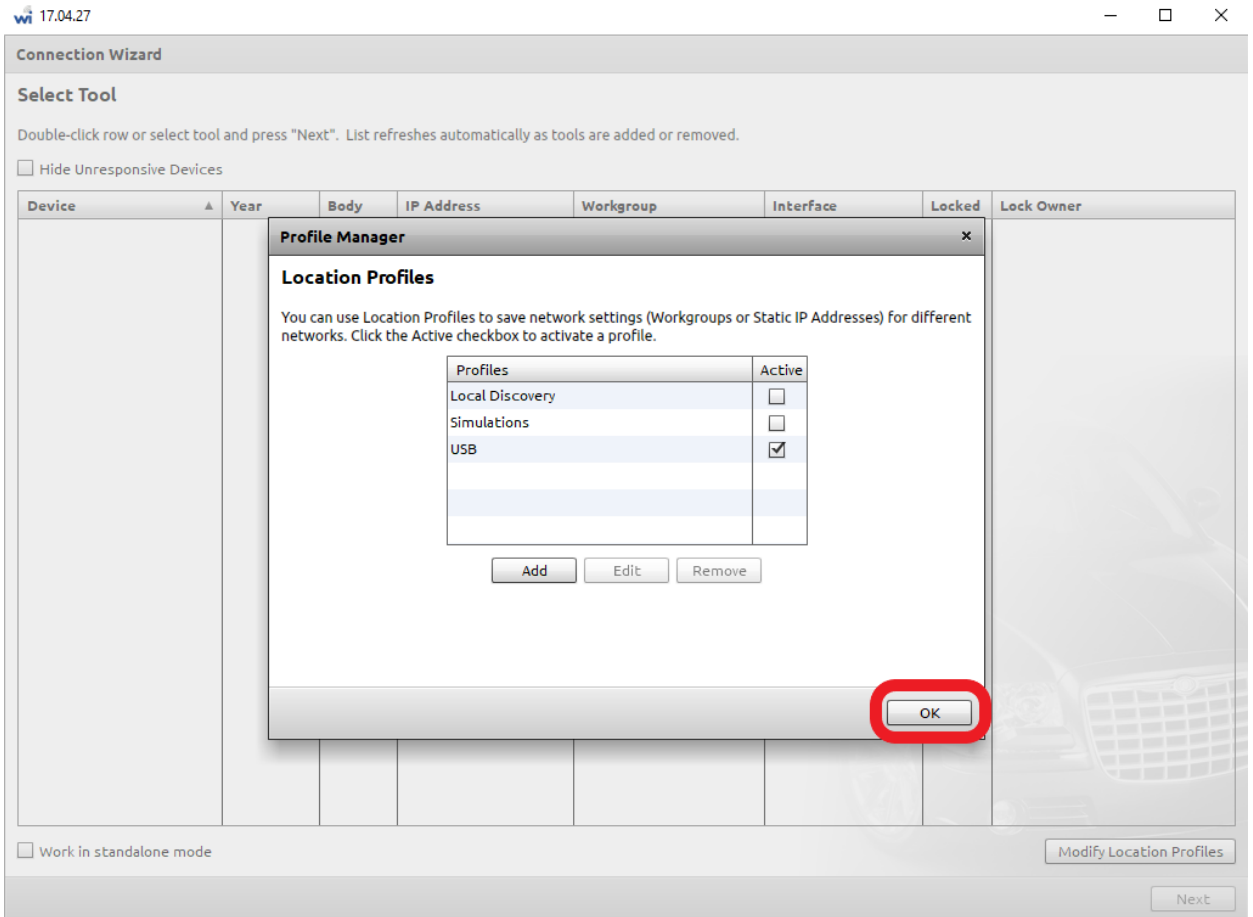 wi 17.04.27
Connection Wizard
Select Tool
Double-click row or select tool and press "Next". List refreshes automatically as tools are added or removed.
Hide Unresponsive Devices
Device Year Body IP Address Workgroup Interface Locked Lock Owner
Profile Manager
Location Profiles
You can use Location Profiles to save network settings (Workgroups or Static IP Addresses) for different
networks. Click the Active checkbox to activate a profile.
Profiles Active
Local Discovery
Simulations
USB
Add Edit Remove
OK
Work in standalone mode Modify Location Profiles
Next